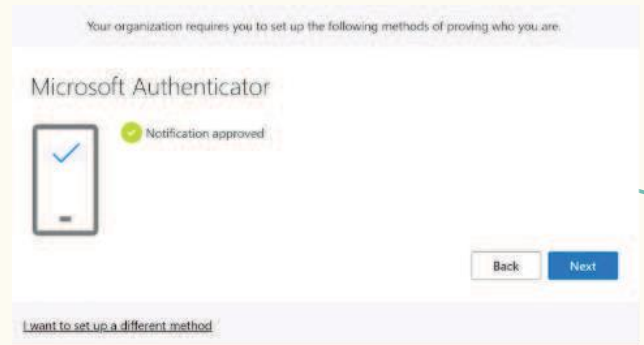 Your organization requires you to set up the following methods of proving who you are.
Microsoft Authenticator
Notification approved
Back Next
I want to set up a different method